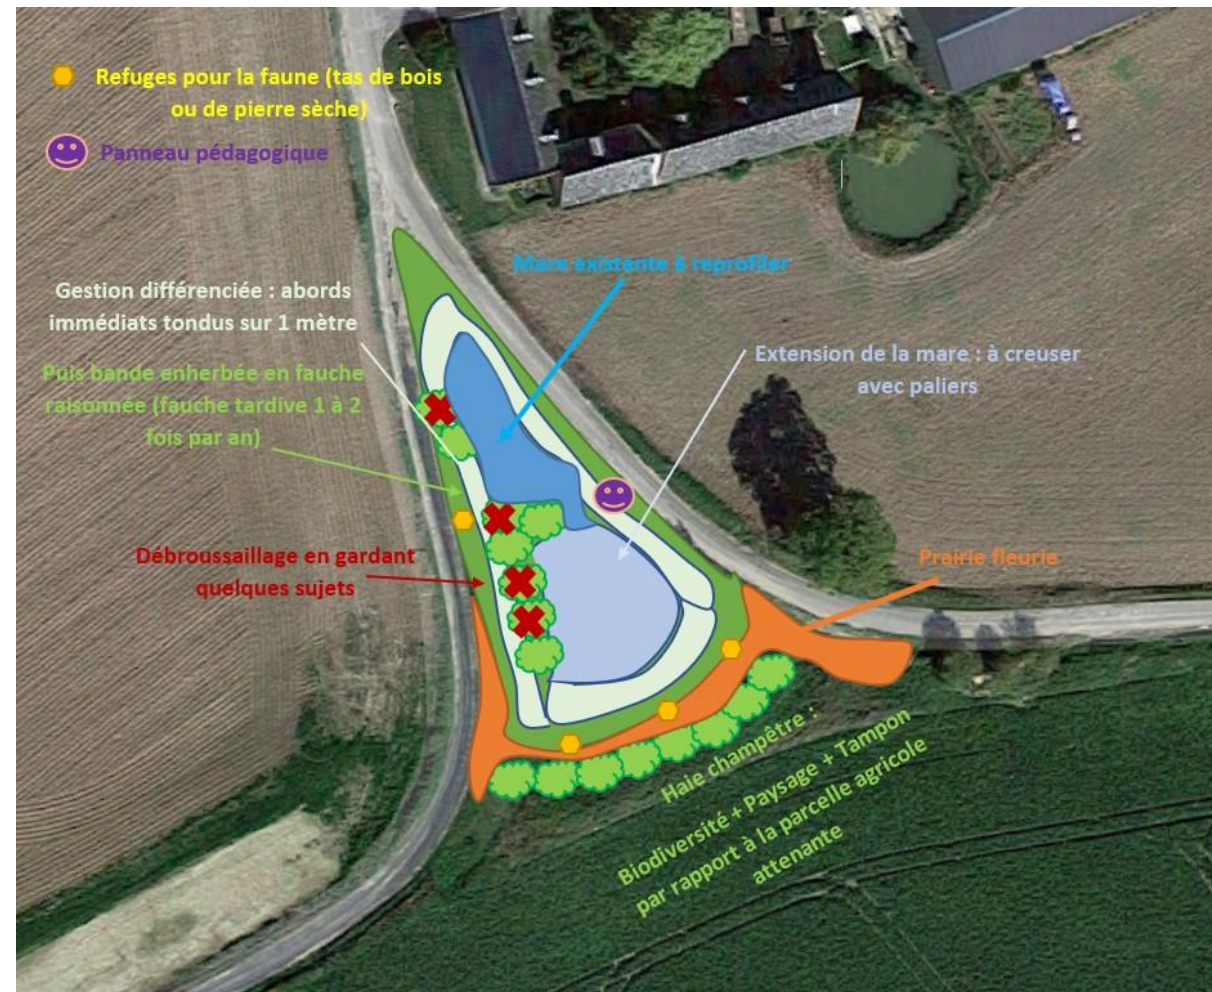 Refuges pour la faune (tas de bois
ou de pierre sèche)
Panneau pédagogique
Mare existante à reprofiler
Gestion différenciée : abords
immédiats tondus sur 1 mètre
Extension de la mare : à creuser
avec paliers
Puis bande enherbée en fauche
raisonnée (fauche tardive 1 à 2
fois par an)
Débroussaillage en gardant
quelques sujets
Prairie fleurie
Haie champêtre :
Biodiversité + Paysage + Tampon
par rapport à la parcelle agricole
attenante